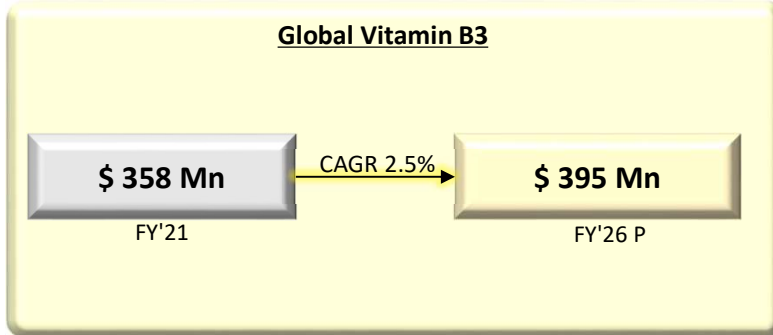 Global Vitamin B3
$ 358 Mn
CAGR 2.5%
$ 395 Mn
FY'21
FY'26 P